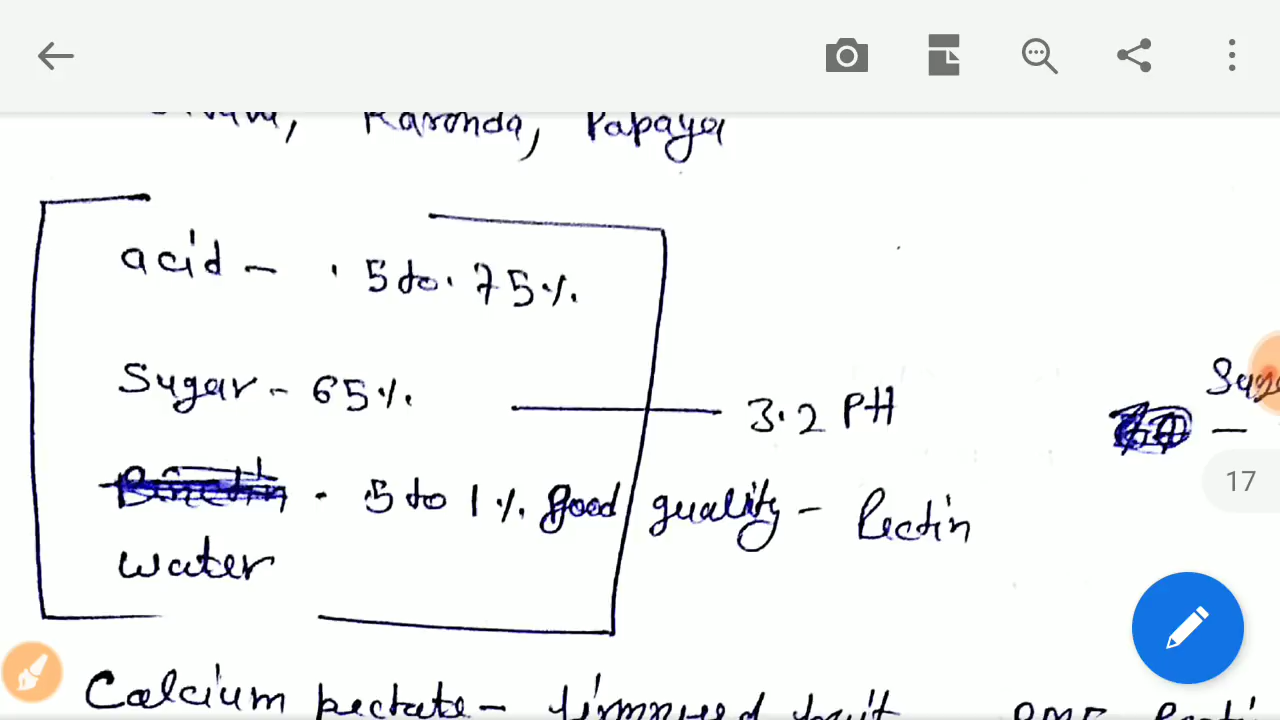 Karonda, Papaya
acid - .5 to .75%
Sugar - 65%
3.2 PH
- .5 to 1% good quality - Pectin
water
17
Calcium pectate -